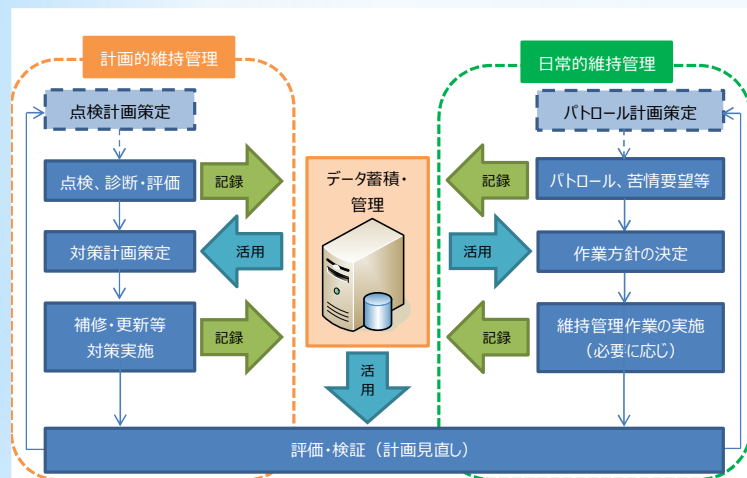 計画的維持管理
日常的維持管理
点検計画策定
パトロール計画策定
点検、診断・評価
記録
データ蓄積・
管理
記録
パトロール、苦情要望等
対策計画策定
活用
活用
作業方針の決定
補修・更新等
対策実施
記録
記録
維持管理作業の実施
（必要に応じ）
活
用
評価・検証（計画見直し）